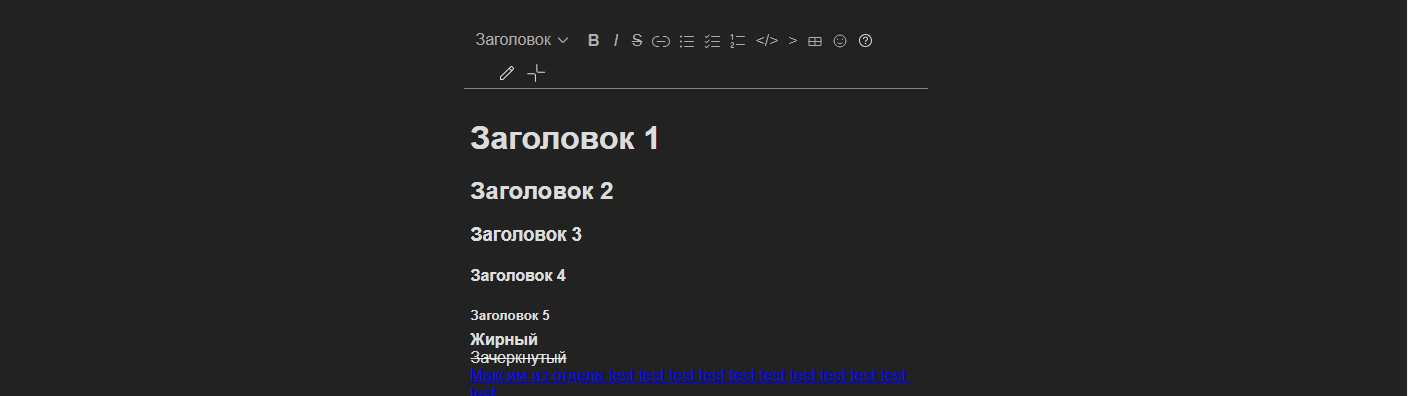 Заголовок B I S </> >
Заголовок 1
Заголовок 2
Заголовок 3
Заголовок 4
Заголовок 5
Жирный
Зачеркнутый
Максим из отдела test test test test test test test test test test
test